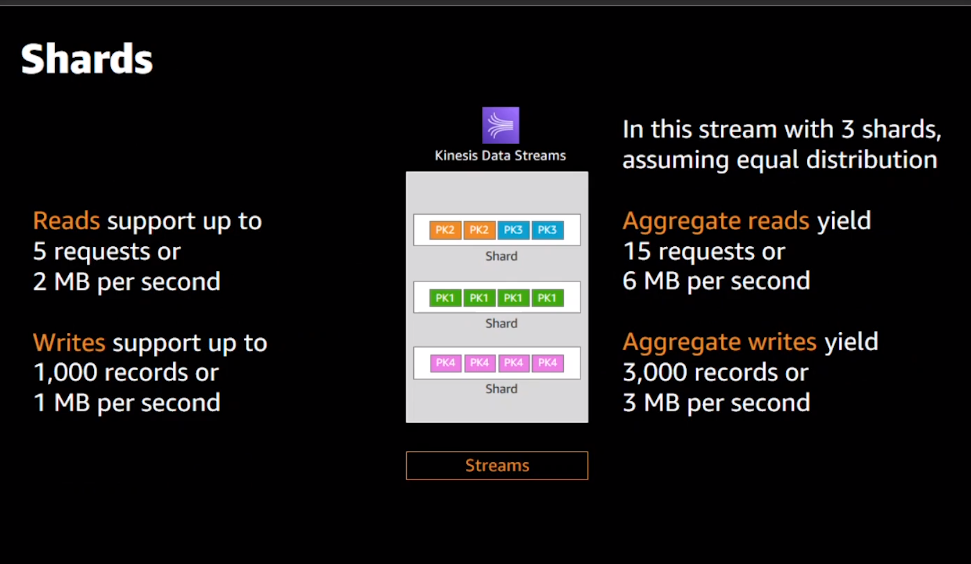 Shards
Kinesis Data Streams
In this stream with 3 shards,
assuming equal distribution
Reads support up to
5 requests or
2 MB per second
Writes support up to
1,000 records or
1 MB per second
PK2 PK2 PK3 PK3
Shard
PK1 PK1 PK1 PK1
Shard
PK4 PK4 PK4 PK4
Shard
Streams
Aggregate reads yield
15 requests or
6 MB per second
Aggregate writes yield
3,000 records or
3 MB per second